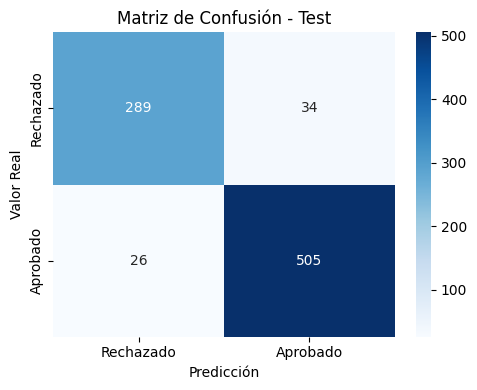 Matriz de Confusión - Test
Valor Real
Rechazado
289
34
Aprobado
26
505
Rechazado
Aprobado
Predicción
500
400
300
200
100